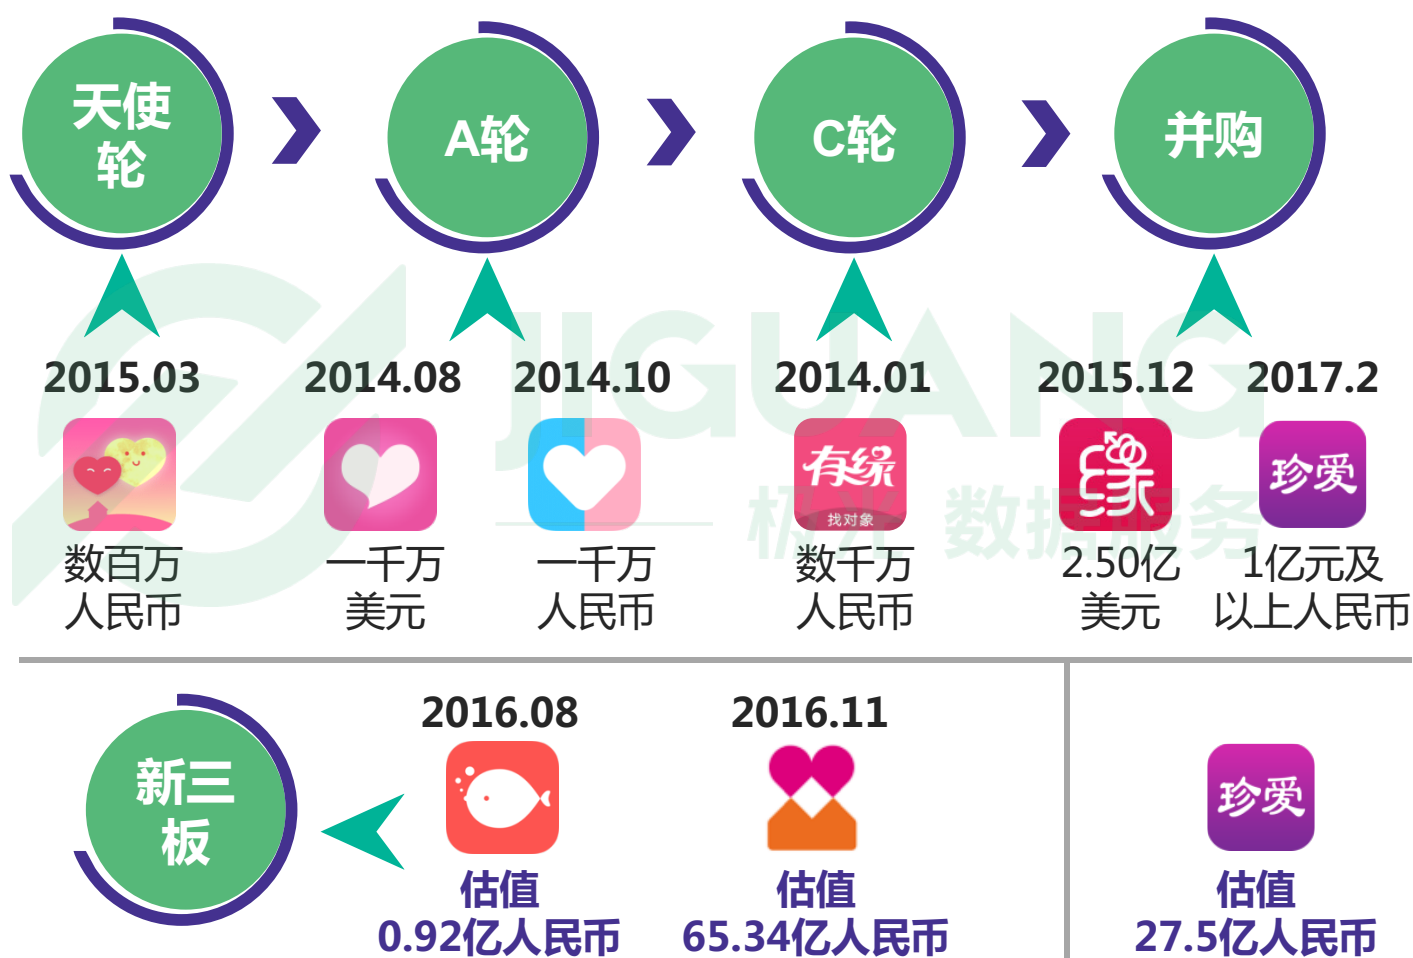 天使
轮
A轮
C轮
并购
2015.03
2014.08
2014.10
2014.01
2015.12
2017.2
有缘
找对象
缘
珍爱
JIGUANG
极光 数据服务
数百万
人民币
一千万
美元
一千万
人民币
数千万
人民币
2.50亿
美元
1亿元及
以上人民币
新三
板
2016.08
2016.11
珍爱
估值
0.92亿人民币
估值
65.34亿人民币
估值
27.5亿人民币